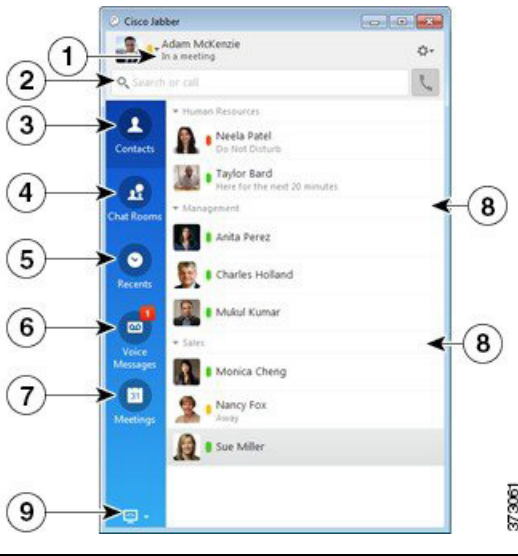 Cisco Jabber
1
Adam McKenzie
In a meeting
2
Search or call
3
Contacts
Human Resources
Neela Patel
Do Not Disturb
Taylor Bard
Here for the next 20 minutes
4
Chat Rooms
Management
8
Anita Perez
5
Recents
Charles Holland
6
1
Voice
Messages
Mukul Kumar
Sales
8
7
31
Meetings
Monica Cheng
Nancy Fox
Away
Sue Miller
9
373061